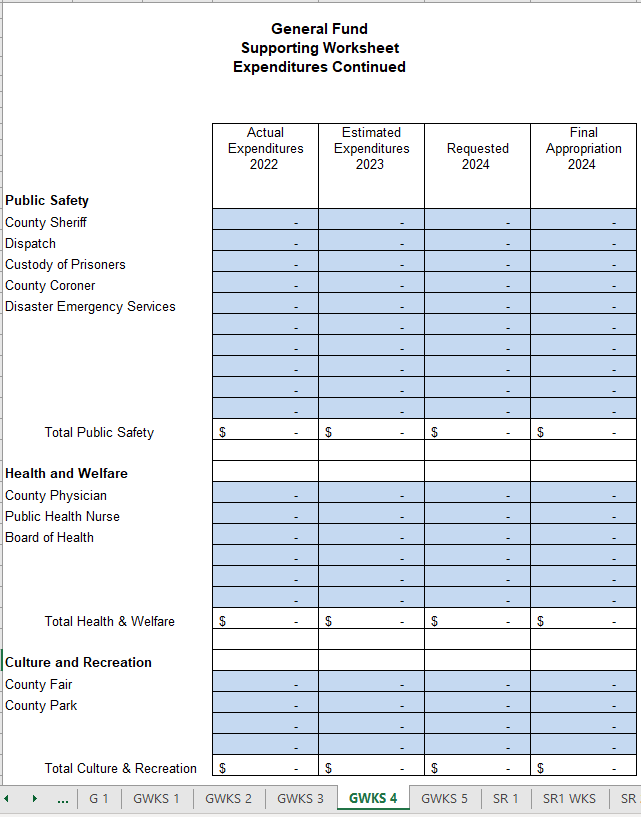 General Fund
Supporting Worksheet
Expenditures Continued
Actual Expenditures 2022 Estimated Expenditures 2023 Requested 2024 Final Appropriation 2024
Public Safety
County Sheriff - - - -
Dispatch - - - -
Custody of Prisoners - - - -
County Coroner - - - -
Disaster Emergency Services - - - -
- - - -
- - - -
- - - -
- - - -
- - - -
Total Public Safety $ - $ - $ - $ -
Health and Welfare
County Physician - - - -
Public Health Nurse - - - -
Board of Health - - - -
- - - -
- - - -
- - - -
Total Health & Welfare $ - $ - $ - $ -
Culture and Recreation
County Fair - - - -
County Park - - - -
- - - -
- - - -
Total Culture & Recreation $ - $ - $ - $ -
... G 1 GWKS 1 GWKS 2 GWKS 3 GWKS 4 GWKS 5 SR 1 SR1 WKS SR